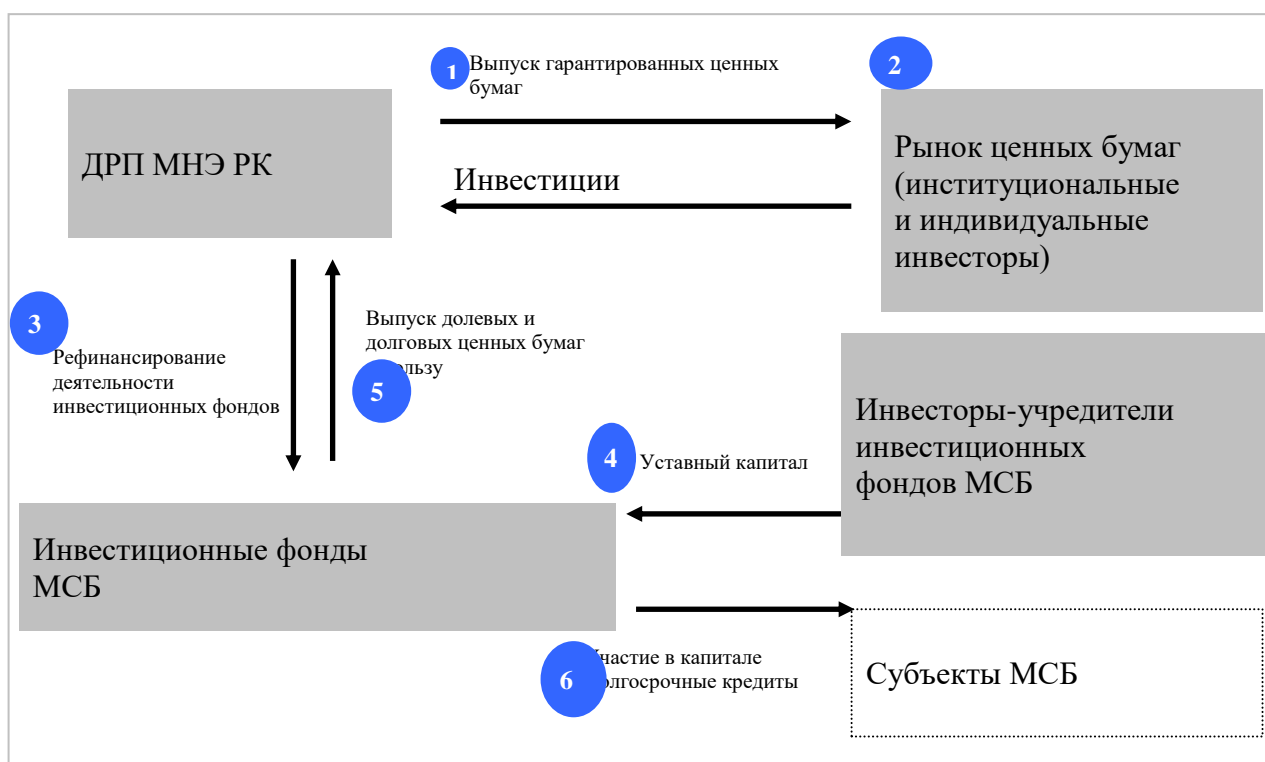 1
Выпуск гарантированных ценных
бумаг
2
ДРП МНЭ РК
Рынок ценных бумаг
(институциональные
и индивидуальные
инвесторы)
Инвестиции
3
Рефинансирование
деятельности
инвестиционных фондов
Выпуск долевых и
долговых ценных бумаг
5
Инвесторы-учредители
инвестиционных
фондов МСБ
4
Уставный капитал
Инвестиционные фонды
МСБ
6
в капитале
кредиты
Субъекты МСБ